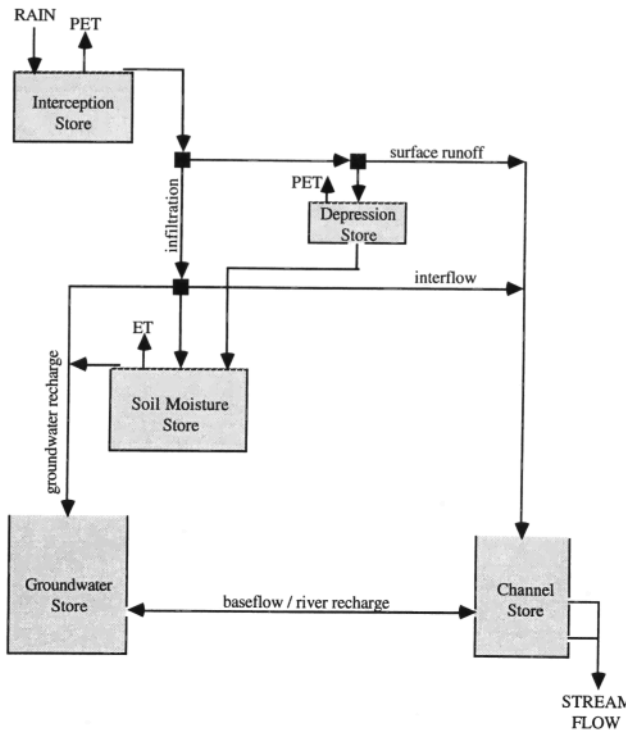 RAIN
PET
Interception
Store
surface runoff
PET
Depression
Store
infiltration
interflow
ET
Soil Moisture
Store
groundwater recharge
Groundwater
Store
baseflow / river recharge
Channel
Store
STREAM
FLOW